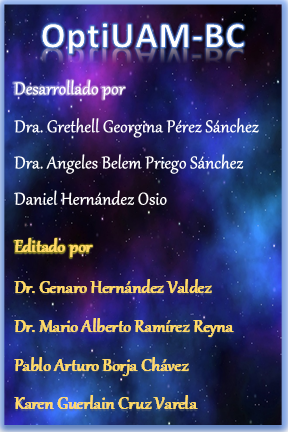 OptiUAM-BC
Desarrollado por
Dra. Grethell Georgina Pérez Sánchez
Dra. Angeles Belem Priego Sánchez
Daniel Hernández Osio
Editado por
Dr. Genaro Hernández Valdez
Dr. Mario Alberto Ramírez Reyna
Pablo Arturo Borja Chávez
Karen Guerlain Cruz Varela